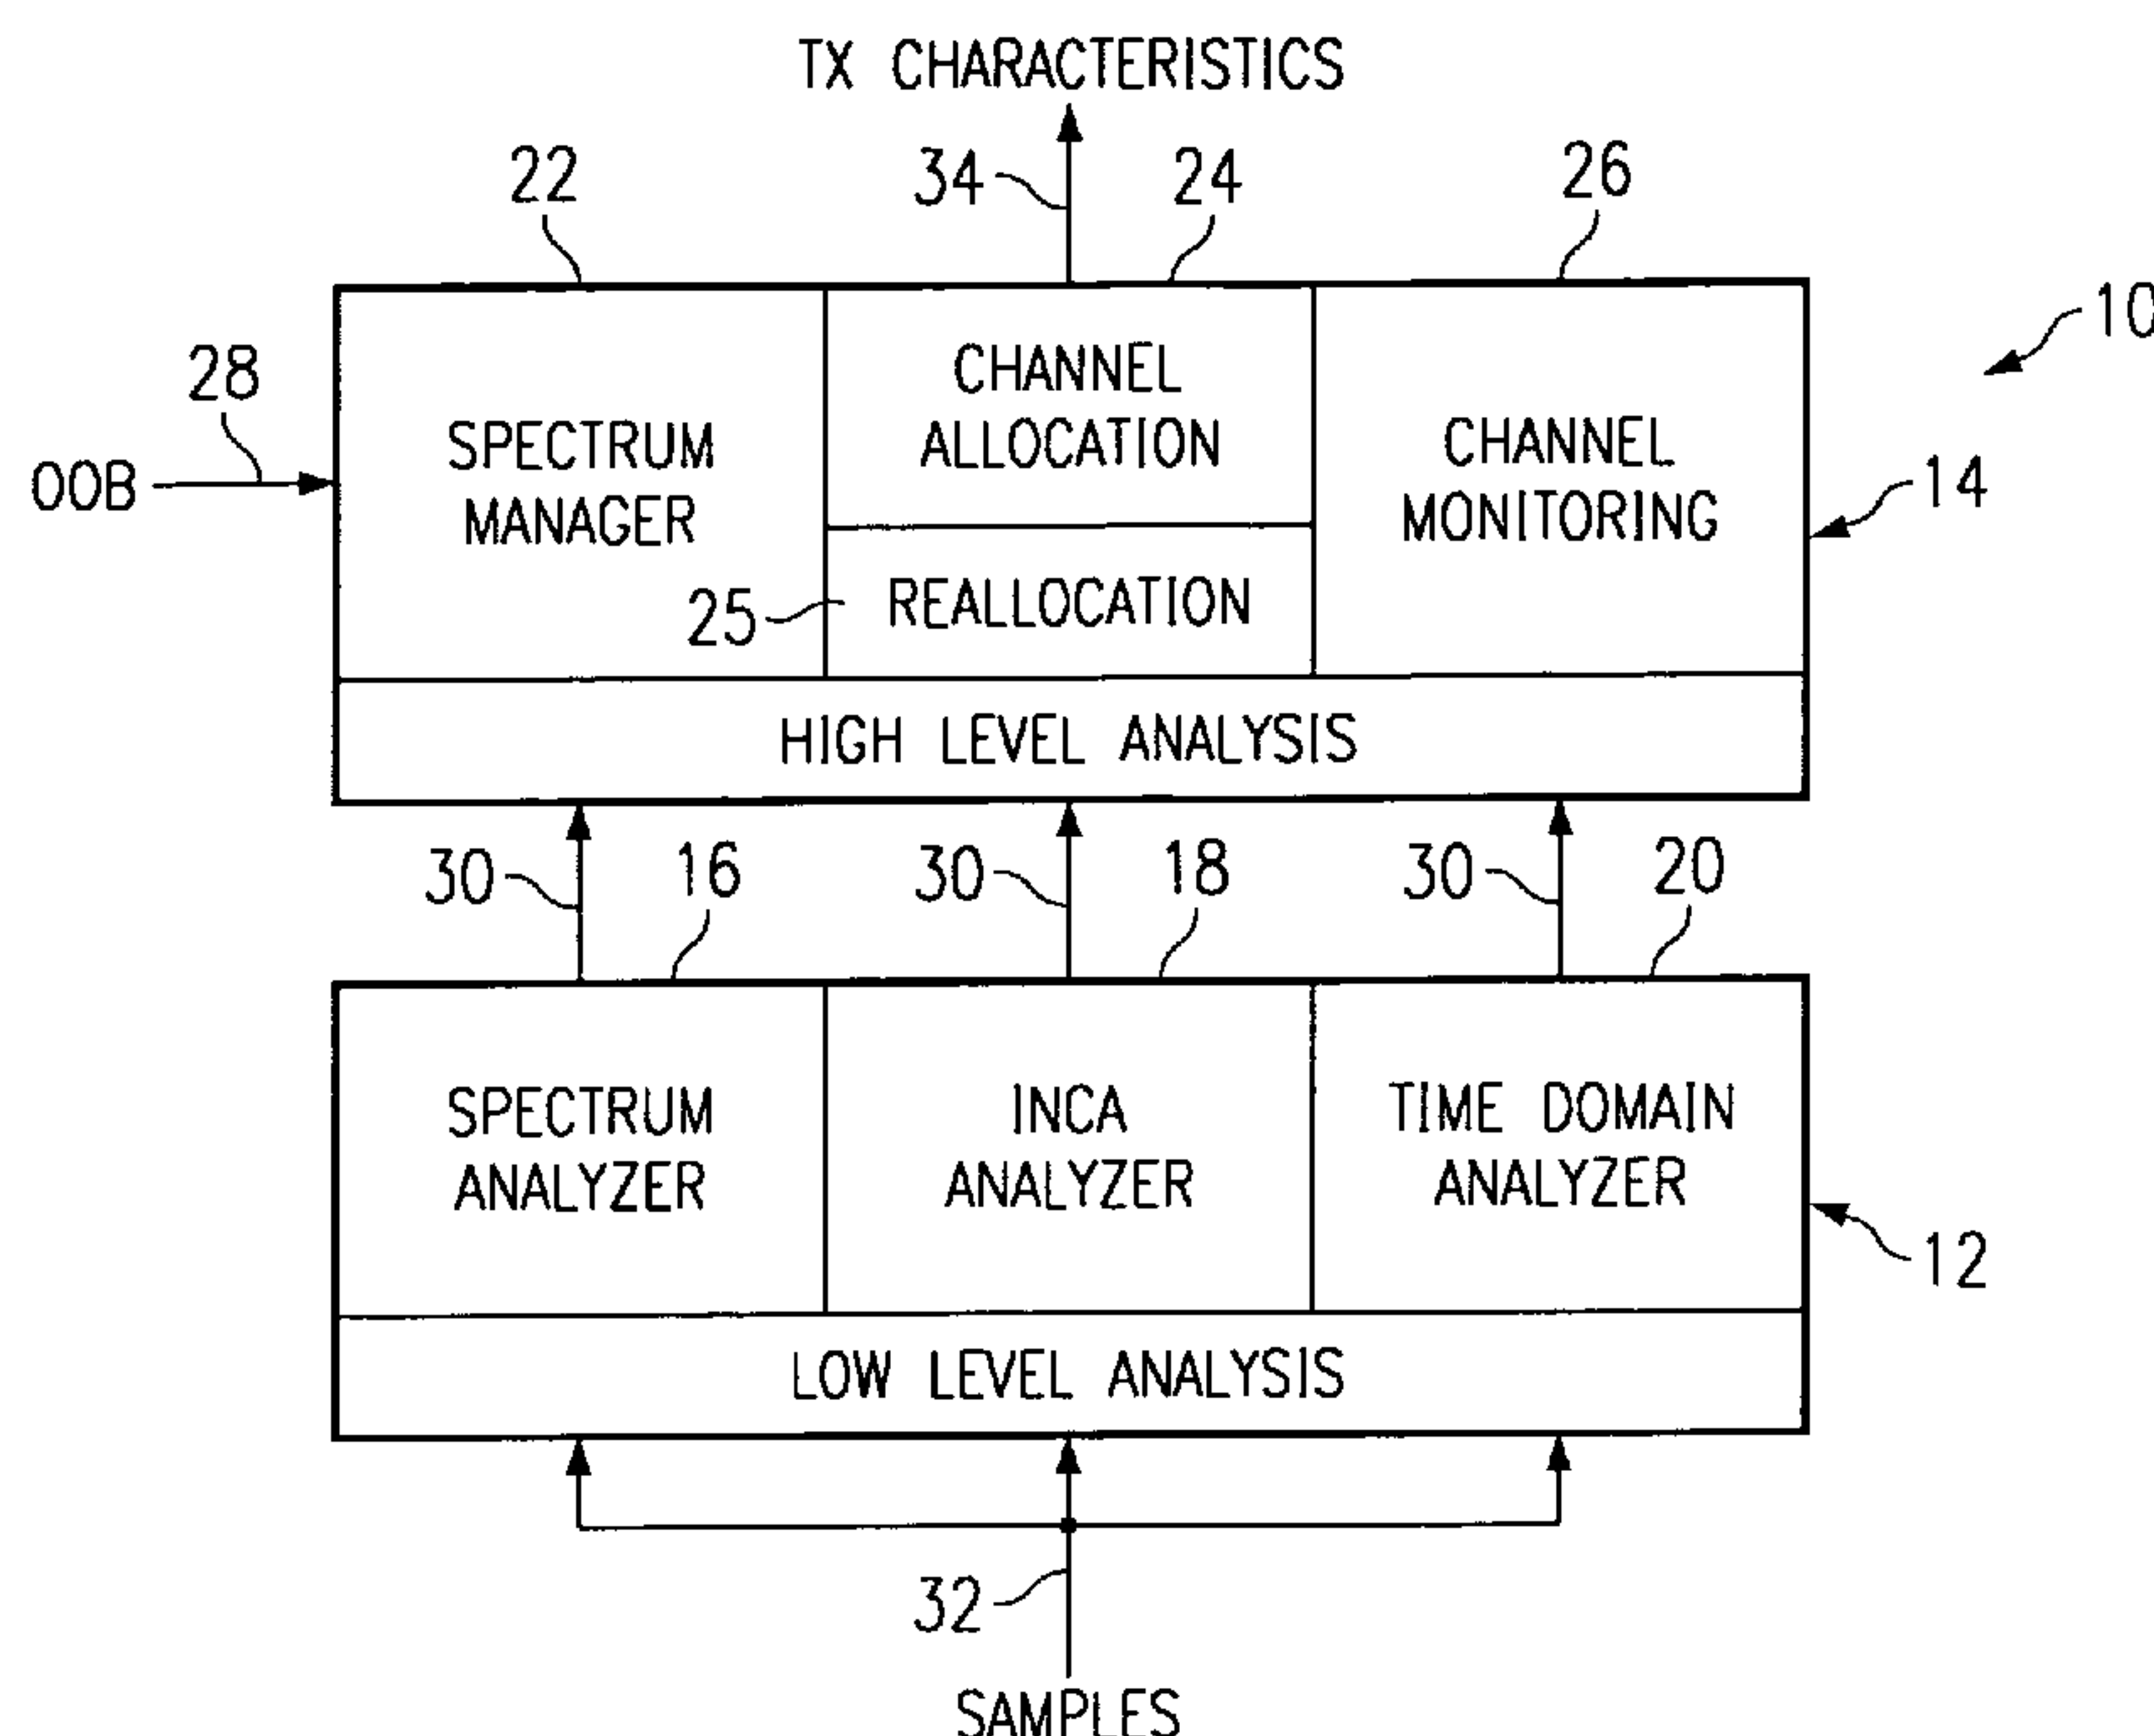 TX CHARACTERISTICS
22
34
24
26
10
28
OOB
SPECTRUM
MANAGER
CHANNEL
ALLOCATION
25
REALLOCATION
CHANNEL
MONITORING
14
HIGH LEVEL ANALYSIS
30
16
30
18
30
20
SPECTRUM
ANALYZER
INCA
ANALYZER
TIME DOMAIN
ANALYZER
12
LOW LEVEL ANALYSIS
32
SAMPLES